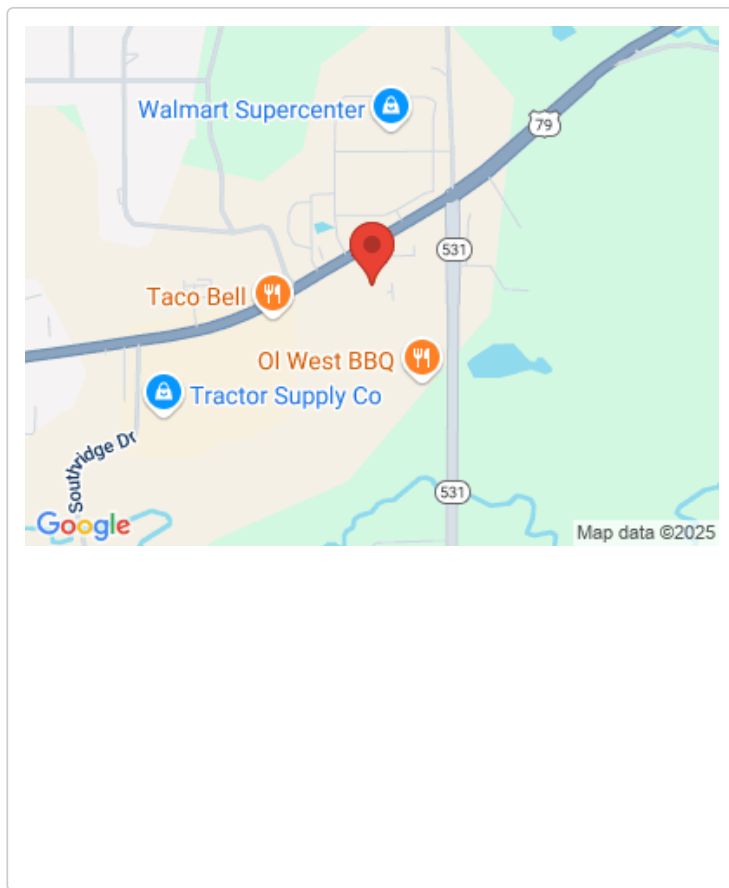 Walmart Supercenter
79
531
Taco Bell
Ol West BBQ
Tractor Supply Co
Southridge Dr
531
Google
Map data ©2025